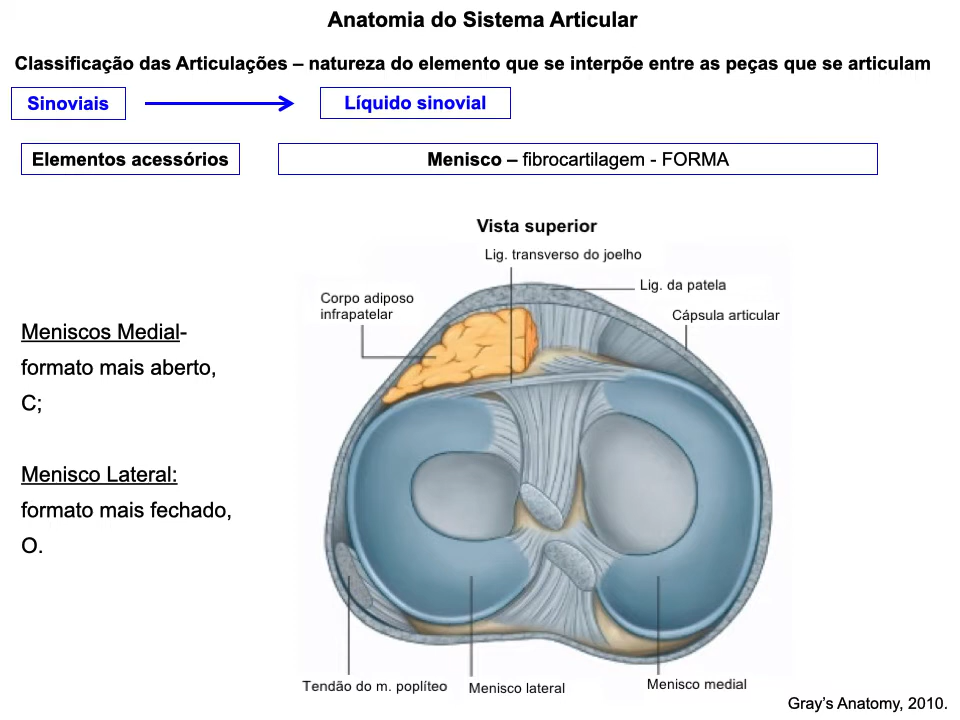 Anatomia do Sistema Articular
Classificação das Articulações – natureza do elemento que se interpõe entre as peças que se articulam
Sinoviais
Líquido sinovial
Elementos acessórios
Menisco – fibrocartilagem - FORMA
Vista superior
Lig. transverso do joelho
Lig. da patela
Corpo adiposo
infrapatelar
Cápsula articular
Meniscos Medial-
formato mais aberto,
C;
Menisco Lateral:
formato mais fechado,
O.
Tendão do m. poplíteo
Menisco lateral
Menisco medial
Gray’s Anatomy, 2010.